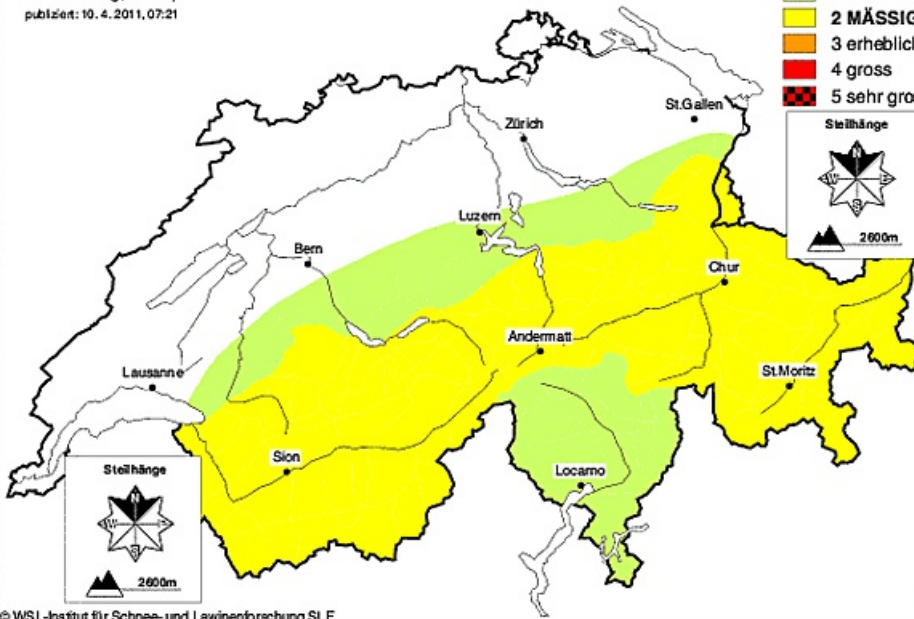 publiziert: 10. 4. 2011, 07:21
2 MÄSSIG
3 erheblich
4 gross
5 sehr gros
Steilhänge
N
W E
S
2600m
St.Gallen
Zürich
Luzern
Bern
Chur
Andermatt
Lausanne
St.Moritz
Sion
Locarno
Steilhänge
N
W E
S
2600m
© WSL-Institut für Schnee- und Lawinenforschung SLF